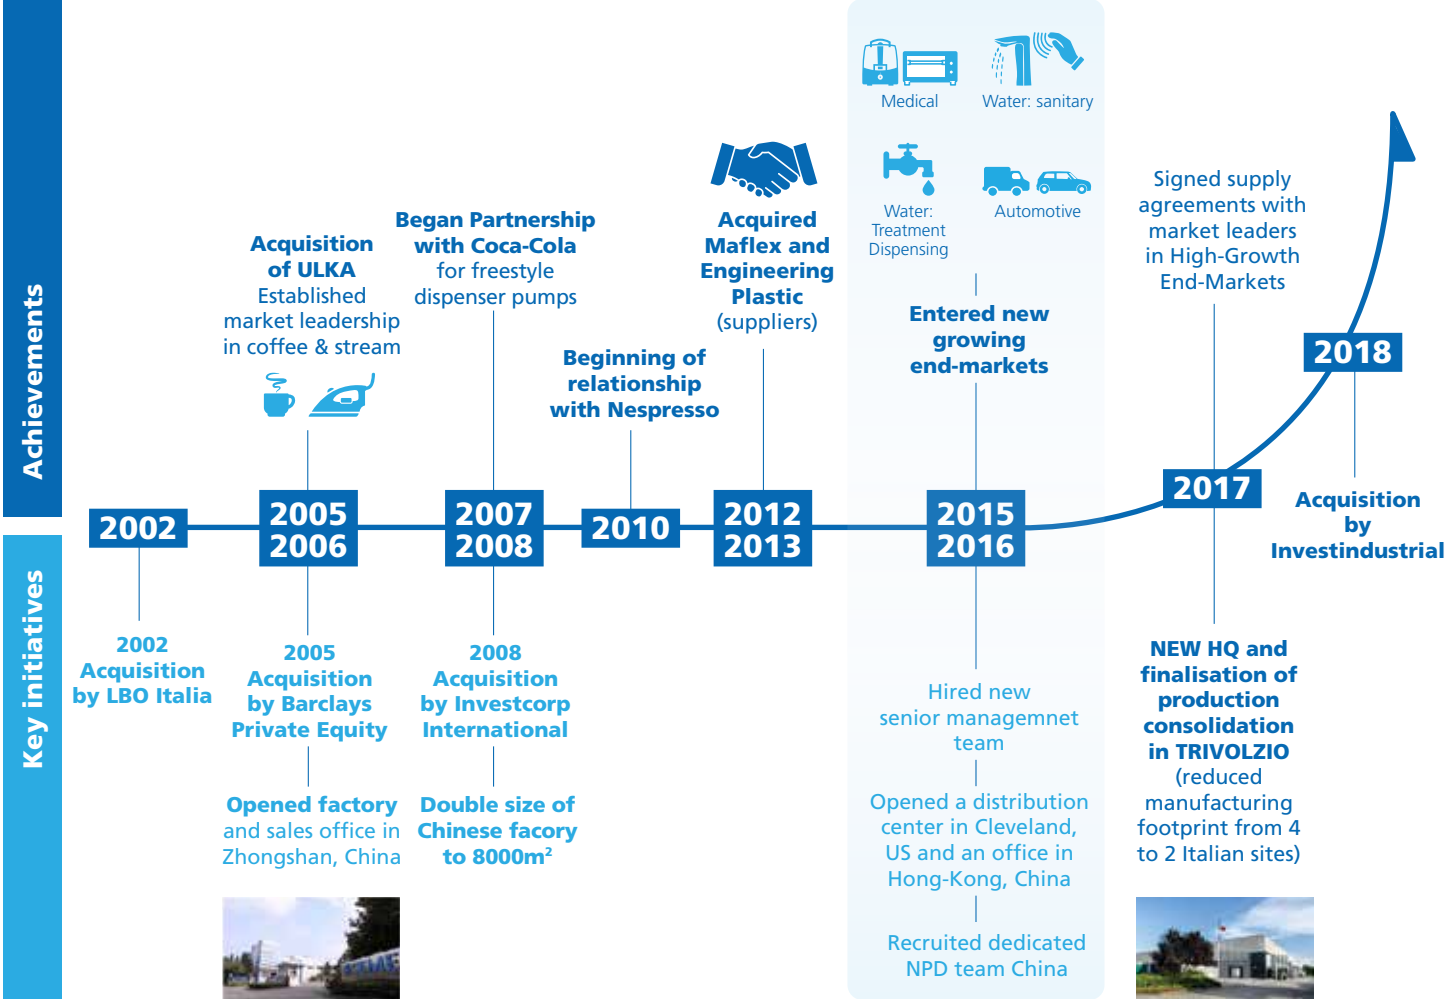 Achievements
Key initiatives
2002
2002
Acquisition
by LBO Italia
Acquisition
of ULKA
Established
market leadership
in coffee & stream
2005
2006
2005
Acquisition
by Barclays
Private Equity
Opened factory
and sales office in
Zhongshan, China
Began Partnership
with Coca-Cola
for freestyle
dispenser pumps
2007
2008
2008
Acquisition
by Investcorp
International
Double size of
Chinese facory
to 8000m²
Beginning of
relationship
with Nespresso
2010
Acquired
Maflex and
Engineering
Plastic
(suppliers)
2012
2013
Medical
Water: sanitary
Water:
Treatment
Dispensing
Automotive
Entered new
growing
end-markets
2015
2016
Hired new
senior managemnet
team
Opened a distribution
center in Cleveland,
US and an office in
Hong-Kong, China
Recruited dedicated
NPD team China
Signed supply
agreements with
market leaders
in High-Growth
End-Markets
2017
NEW HQ and
finalisation of
production
consolidation
in TRIVOLZIO
(reduced
manufacturing
footprint from 4
to 2 Italian sites)
2018
Acquisition
by
Investindustrial